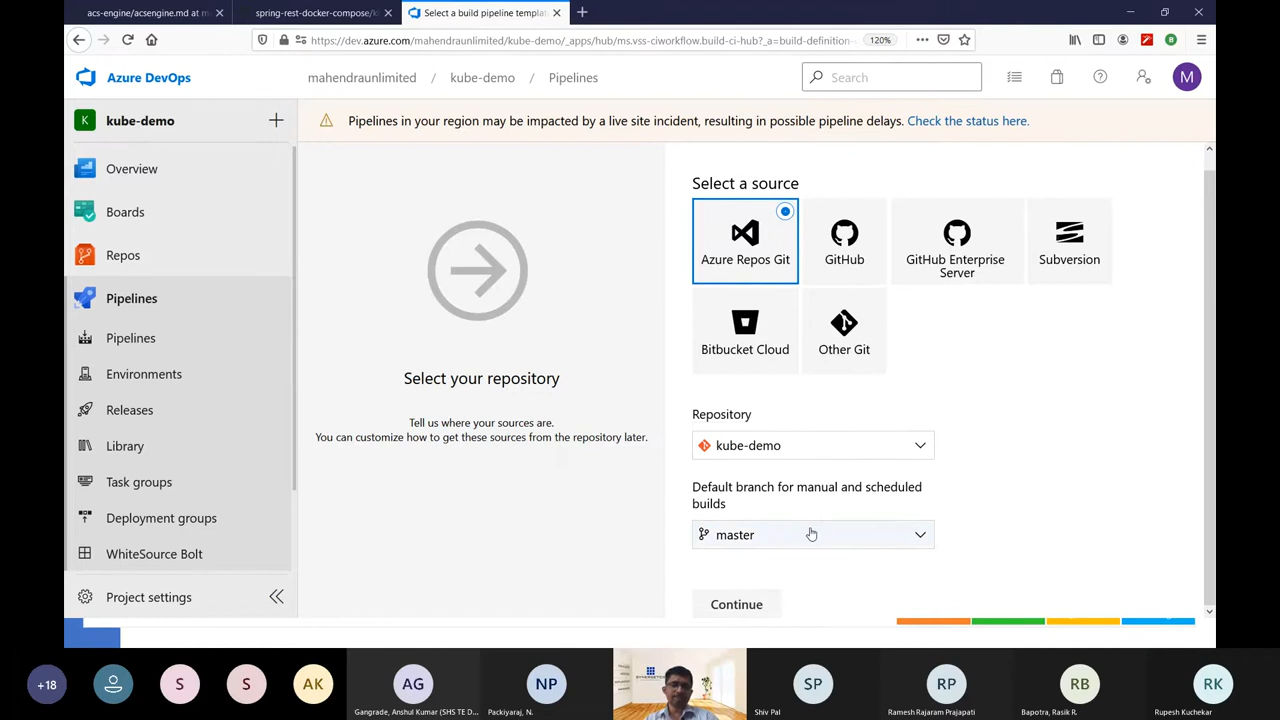 acs-engine/acsengine.md at m
spring-rest-docker-compose/k
Select a build pipeline templat
https://dev.azure.com/mahendraunlimited/kube-demo/_apps/hub/ms.vss-ciworkflow.build-ci-hub?_a=build-definition-
120%
Azure DevOps
mahendraunlimited / kube-demo / Pipelines
Search
M
K kube-demo
Pipelines in your region may be impacted by a live site incident, resulting in possible pipeline delays. Check the status here.
Overview
Boards
Repos
Pipelines
Pipelines
Environments
Releases
Library
Task groups
Deployment groups
WhiteSource Bolt
Project settings
Select your repository
Tell us where your sources are.
You can customize how to get these sources from the repository later.
Select a source
Azure Repos Git
GitHub
GitHub Enterprise
Server
Subversion
Bitbucket Cloud
Other Git
Repository
kube-demo
Default branch for manual and scheduled
builds
master
Continue
+18
S
S
AK
AG
NP
SP
RP
RB
RK
Gangrade, Anshul Kumar (SHS TE D...
Packiyaraj, N.
Shiv Pal
Ramesh Rajaram Prajapati
Bapotra, Rasik R.
Rupesh Kuchekar